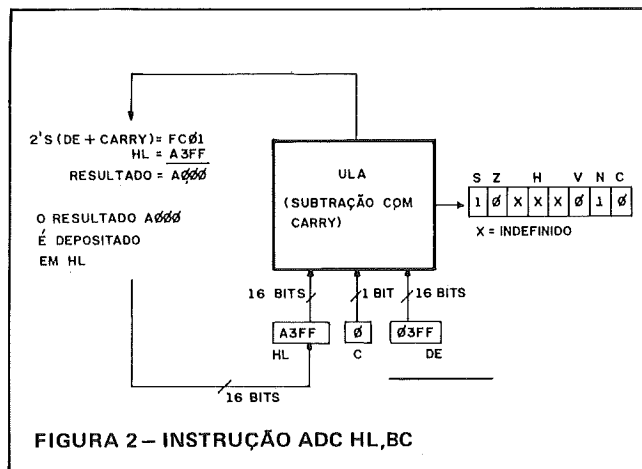 2'S (DE + CARRY) = FCØ1
HL = A3FF
RESULTADO = AØØØ
O RESULTADO AØØØ
É DEPOSITADO
EM HL
ULA
(SUBTRAÇÃO COM
CARRY)
S Z H V N C
1 Ø X X X Ø 1 Ø
X = INDEFINIDO
16 BITS 1 BIT 16 BITS
A3FF Ø Ø3FF
HL C DE
16 BITS
FIGURA 2 – INSTRUÇÃO ADC HL,BC